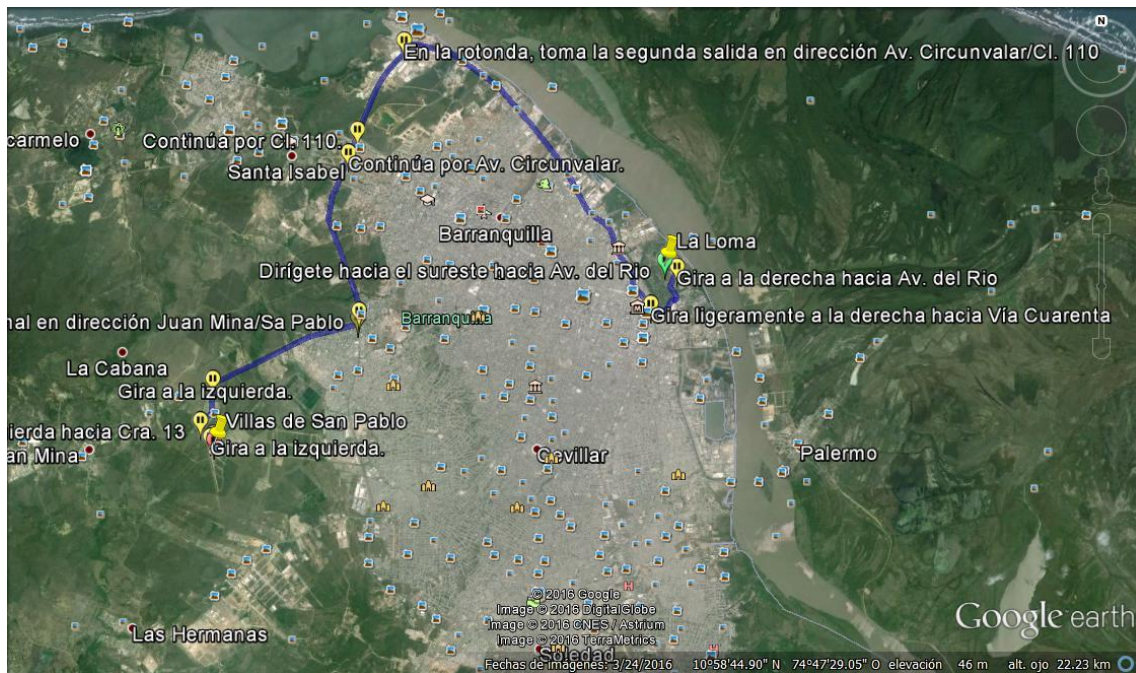 N
En la rotonda, toma la segunda salida en dirección Av. Circunvalar/Cl. 110
carmelo
Continúa por Cl. 110.
Santa Isabel
Continúa por Av. Circunvalar.
Barranquilla
La Loma
Dirígete hacia el sureste hacia Av. del Rio
Gira a la derecha hacia Av. del Rio
nal en dirección Juan Mina/Sa Pablo
Barranquilla
Gira ligeramente a la derecha hacia Vía Cuarenta
La Cabana
Gira a la izquierda.
Villas de San Pablo
ierda hacia Cra. 13
an Mina
Gira a la izquierda.
Cevillar
Palermo
Las Hermanas
© 2016 Google
Image © 2016 DigitalGlobe
Image © 2016 CNES / Astrium
Image © 2016 TerraMetrics
Soledad
Google earth
Fechas de imágenes: 3/24/2016 10°58'44.90" N 74°47'29.05" O elevación 46 m alt. ojo 22.23 km